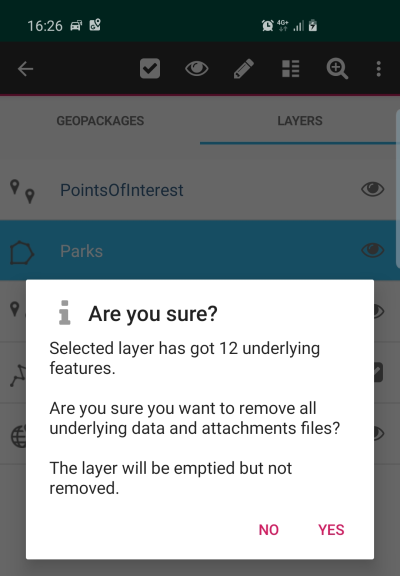 16:26
4G+
GEOPACKAGES
LAYERS
PointsOfInterest
Parks
Are you sure?
Selected layer has got 12 underlying
features.
Are you sure you want to remove all
underlying data and attachments files?
The layer will be emptied but not
removed.
NO
YES